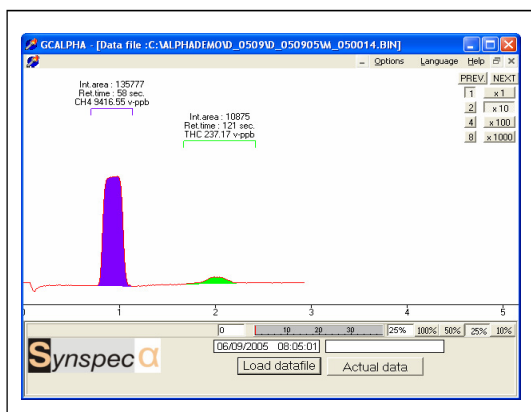 GCALPHA - [Data file :C:\ALPHADEMO\D_0509\D_050905\M_050014.BIN]
Options Language Help
PREV. NEXT
Int.area : 135777
Ret.time : 58 sec.
CH4 9416.55 v-ppb
Int.area : 10875
Ret.time : 121 sec.
THC 237.17 v-ppb
1 x 1
2 x 10
4 x 100
8 x 1000
0 1 2 3 4 5
0 10 20 30 25% 100% 50% 25% 10%
06/09/2005 08:05:01
Synspec α
Load datafile Actual data